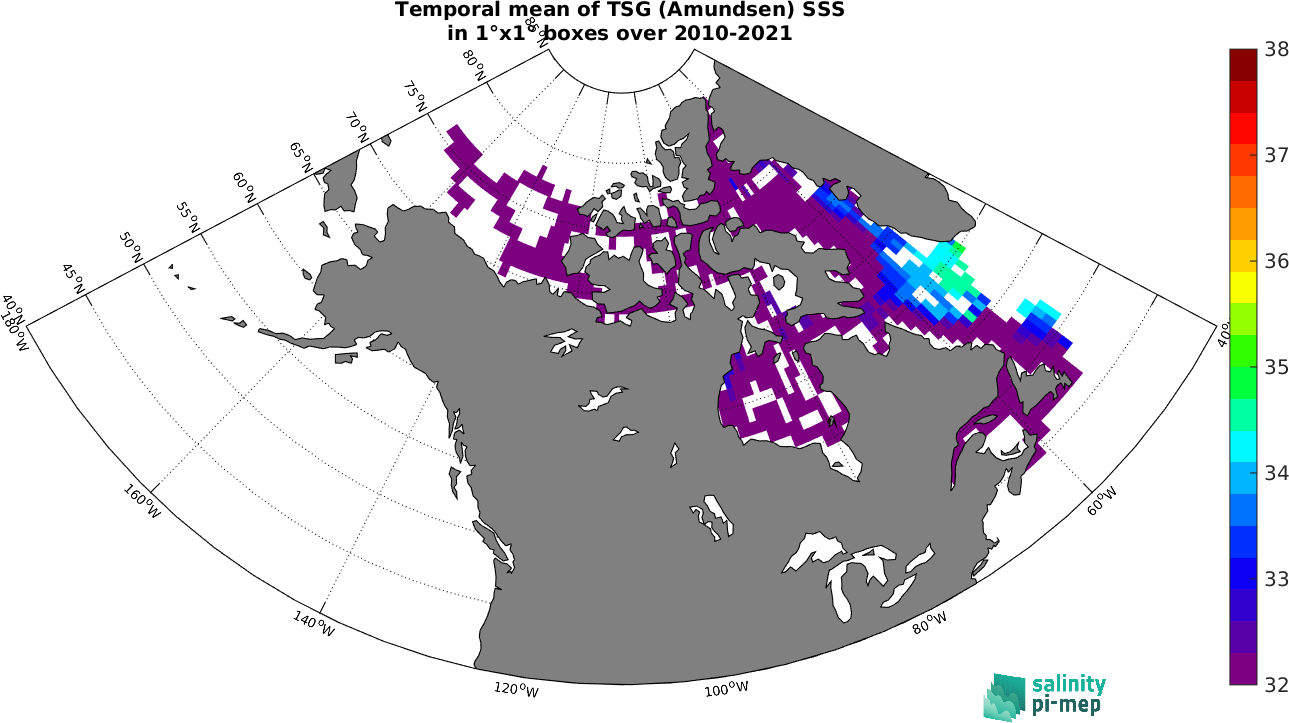 Temporal mean of TSG (Amundsen) SSS
in 1°x1° boxes over 2010-2021
85°N
80°N
75°N
70°N
65°N
60°N
55°N
50°N
45°N
40°N
180°W
160°W
140°W
120°W
100°W
80°W
60°W
40°
38
37
36
35
34
33
32
salinity
pi-mep